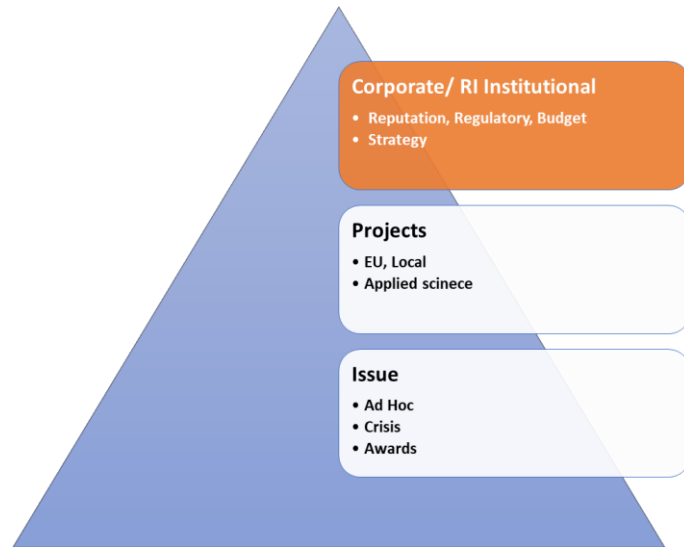 Corporate/ RI Institutional
• Reputation, Regulatory, Budget
• Strategy
Projects
• EU, Local
• Applied scinece
Issue
• Ad Hoc
• Crisis
• Awards